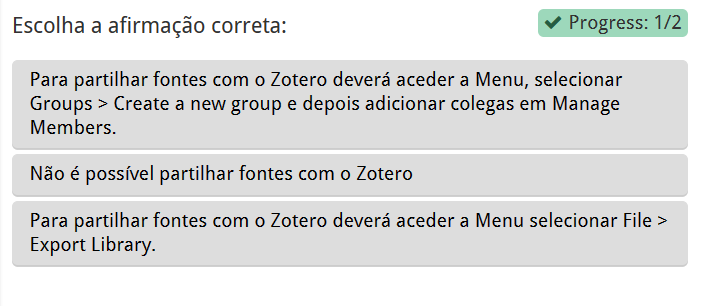 Escolha a afirmação correta:
Progress: 1/2
Para partilhar fontes com o Zotero deverá aceder a Menu, selecionar
Groups > Create a new group e depois adicionar colegas em Manage
Members.
Não é possível partilhar fontes com o Zotero
Para partilhar fontes com o Zotero deverá aceder a Menu selecionar File >
Export Library.